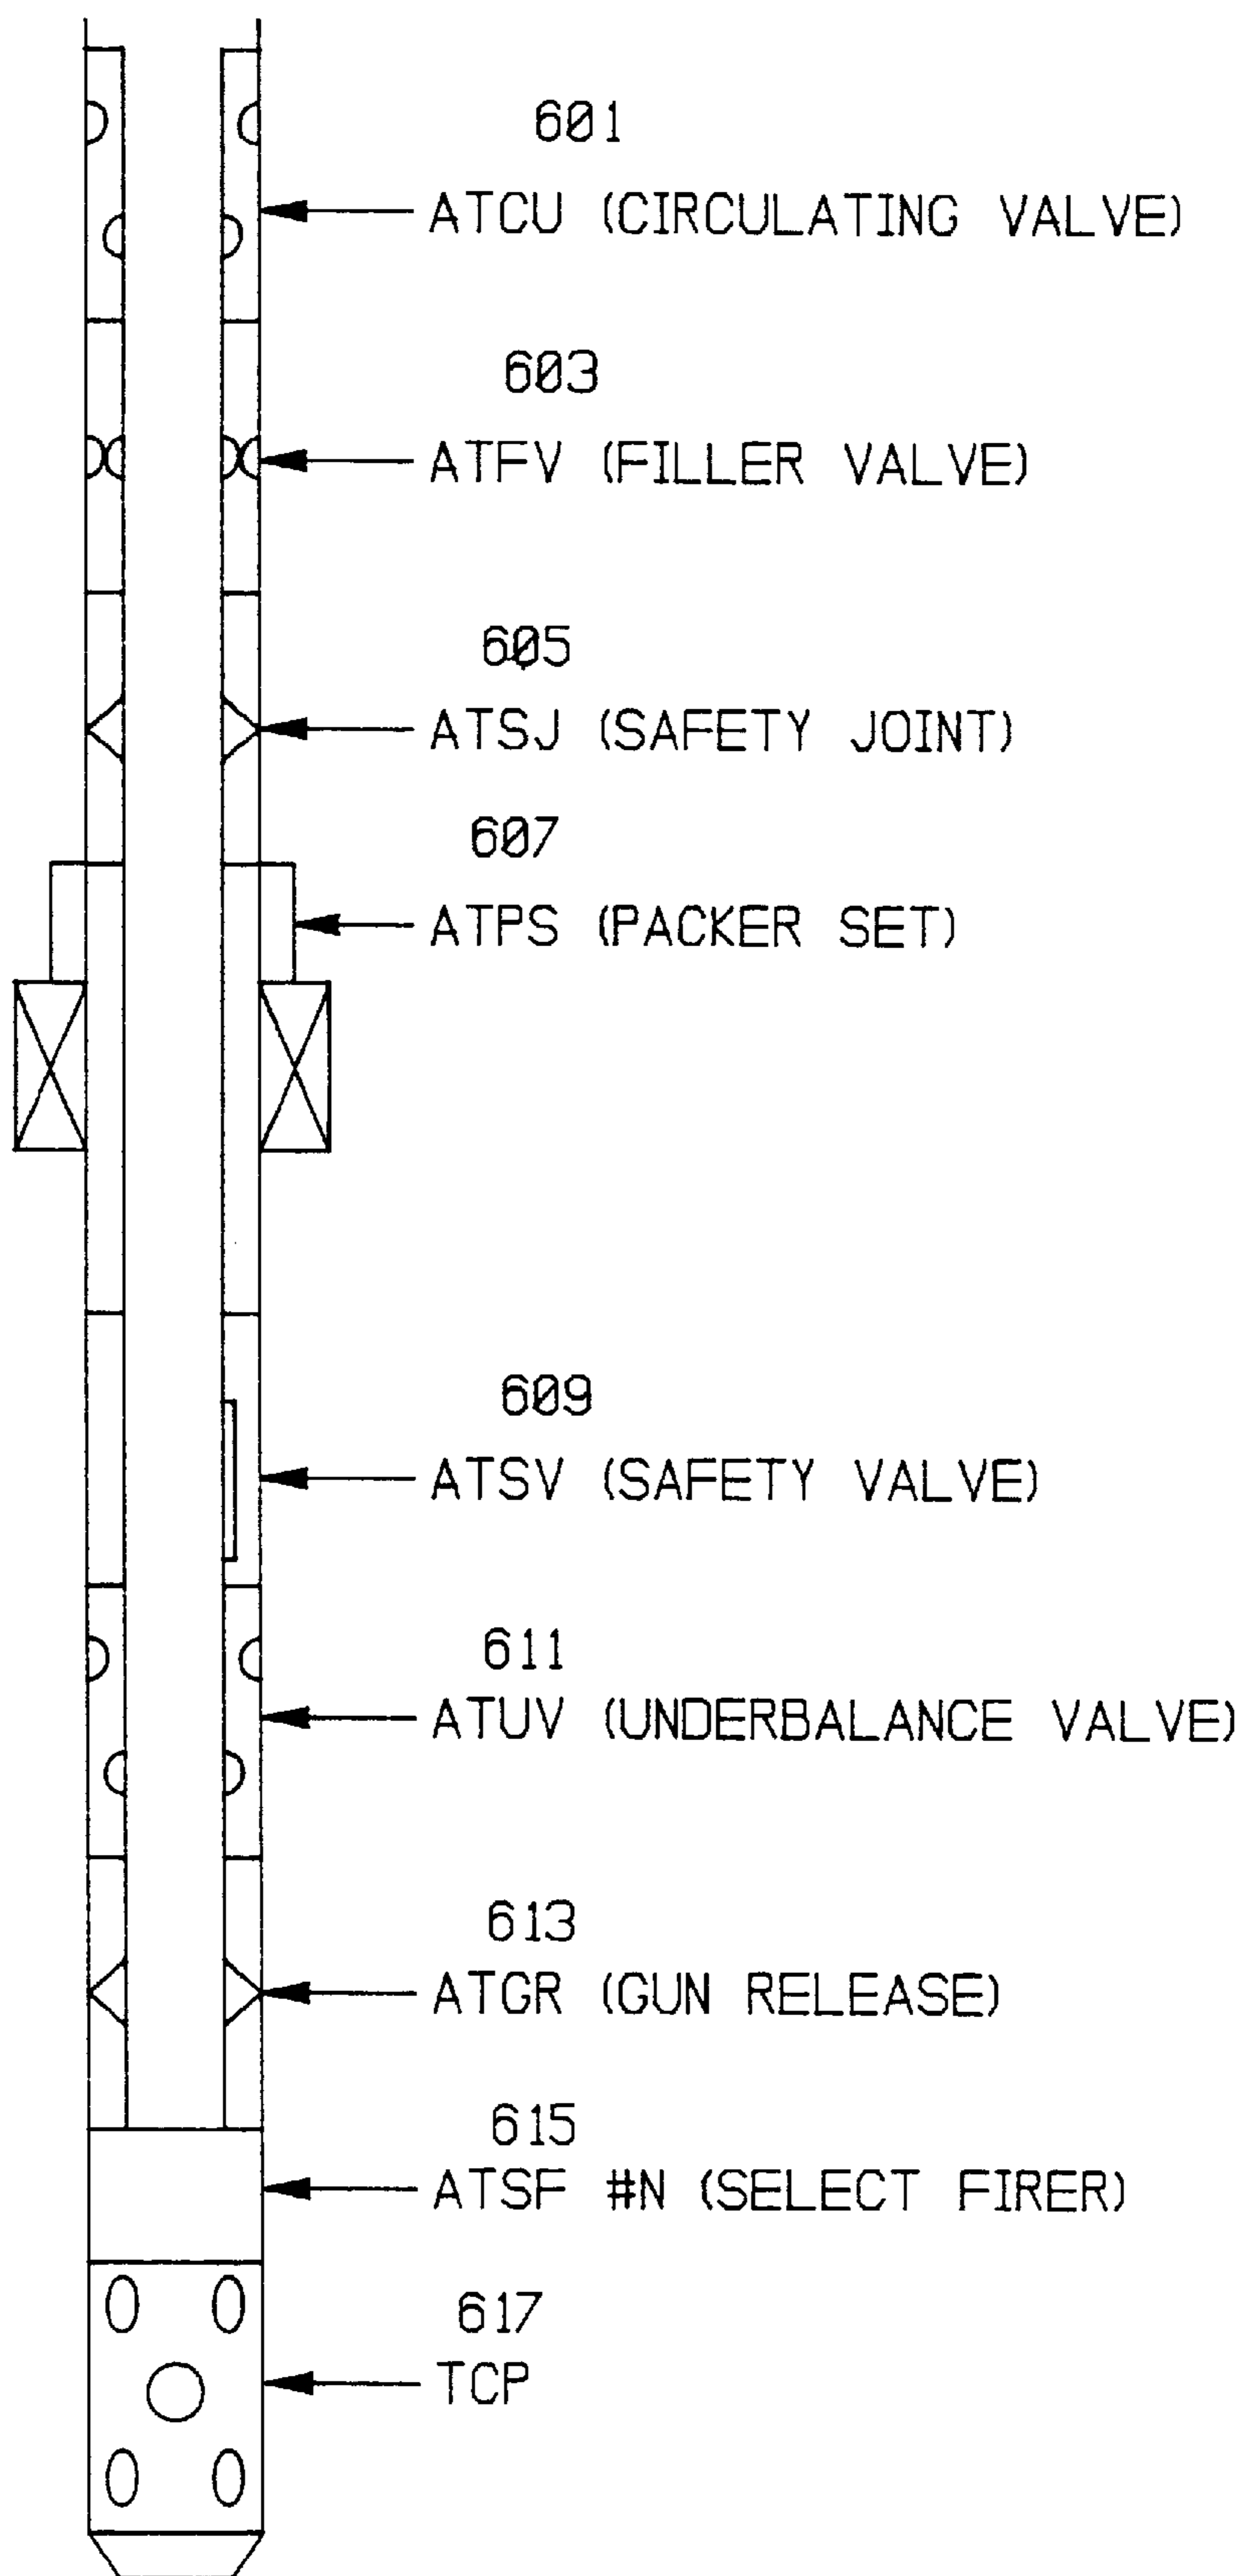 601
ATCU (CIRCULATING VALVE)
603
ATFV (FILLER VALVE)
605
ATSJ (SAFETY JOINT)
607
ATPS (PACKER SET)
609
ATSV (SAFETY VALVE)
611
ATUV (UNDERBALANCE VALVE)
613
ATGR (GUN RELEASE)
615
ATSF #N (SELECT FIRER)
617
TCP